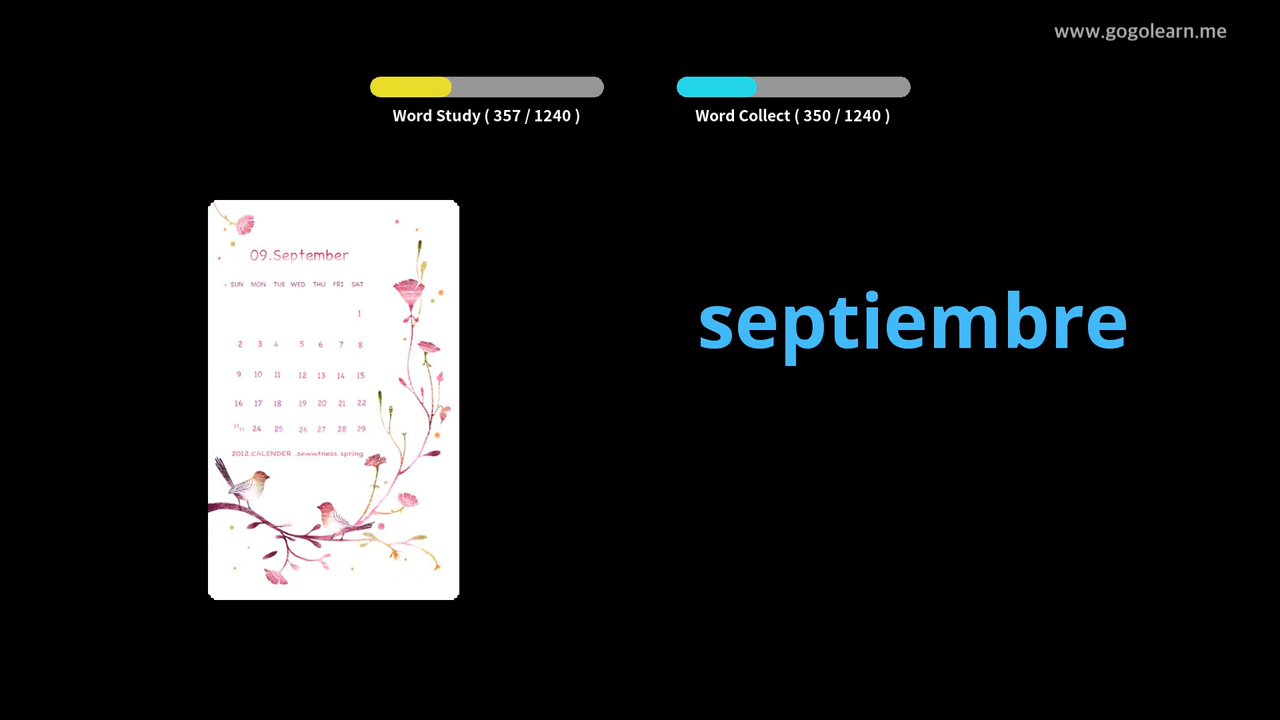 www.gogolearn.me
Word Study ( 357 / 1240 )
Word Collect ( 350 / 1240 )
09.September
SUN MON TUE WED THU FRI SAT
1
2 3 4 5 6 7 8
9 10 11 12 13 14 15
16 17 18 19 20 21 22
24 25 26 27 28 29
2012.CALENDER .sewwtness spring
septiembre